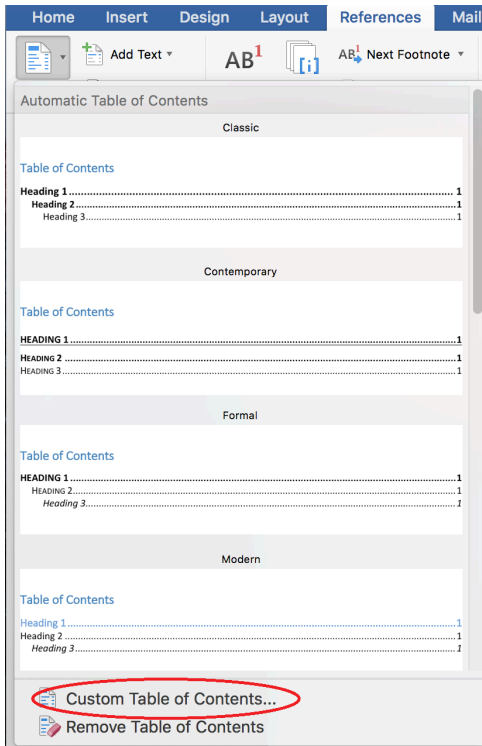 Home Insert Design Layout References Mail
Add Text AB1 [i] AB Next Footnote
Automatic Table of Contents
Classic
Table of Contents
Heading 1 1
Heading 2 1
Heading 3 1
Contemporary
Table of Contents
HEADING 1 1
HEADING 2 1
HEADING 3 1
Formal
Table of Contents
HEADING 1 1
HEADING 2 1
Heading 3 1
Modern
Table of Contents
Heading 1 1
Heading 2 1
Heading 3 1
Custom Table of Contents...
Remove Table of Contents